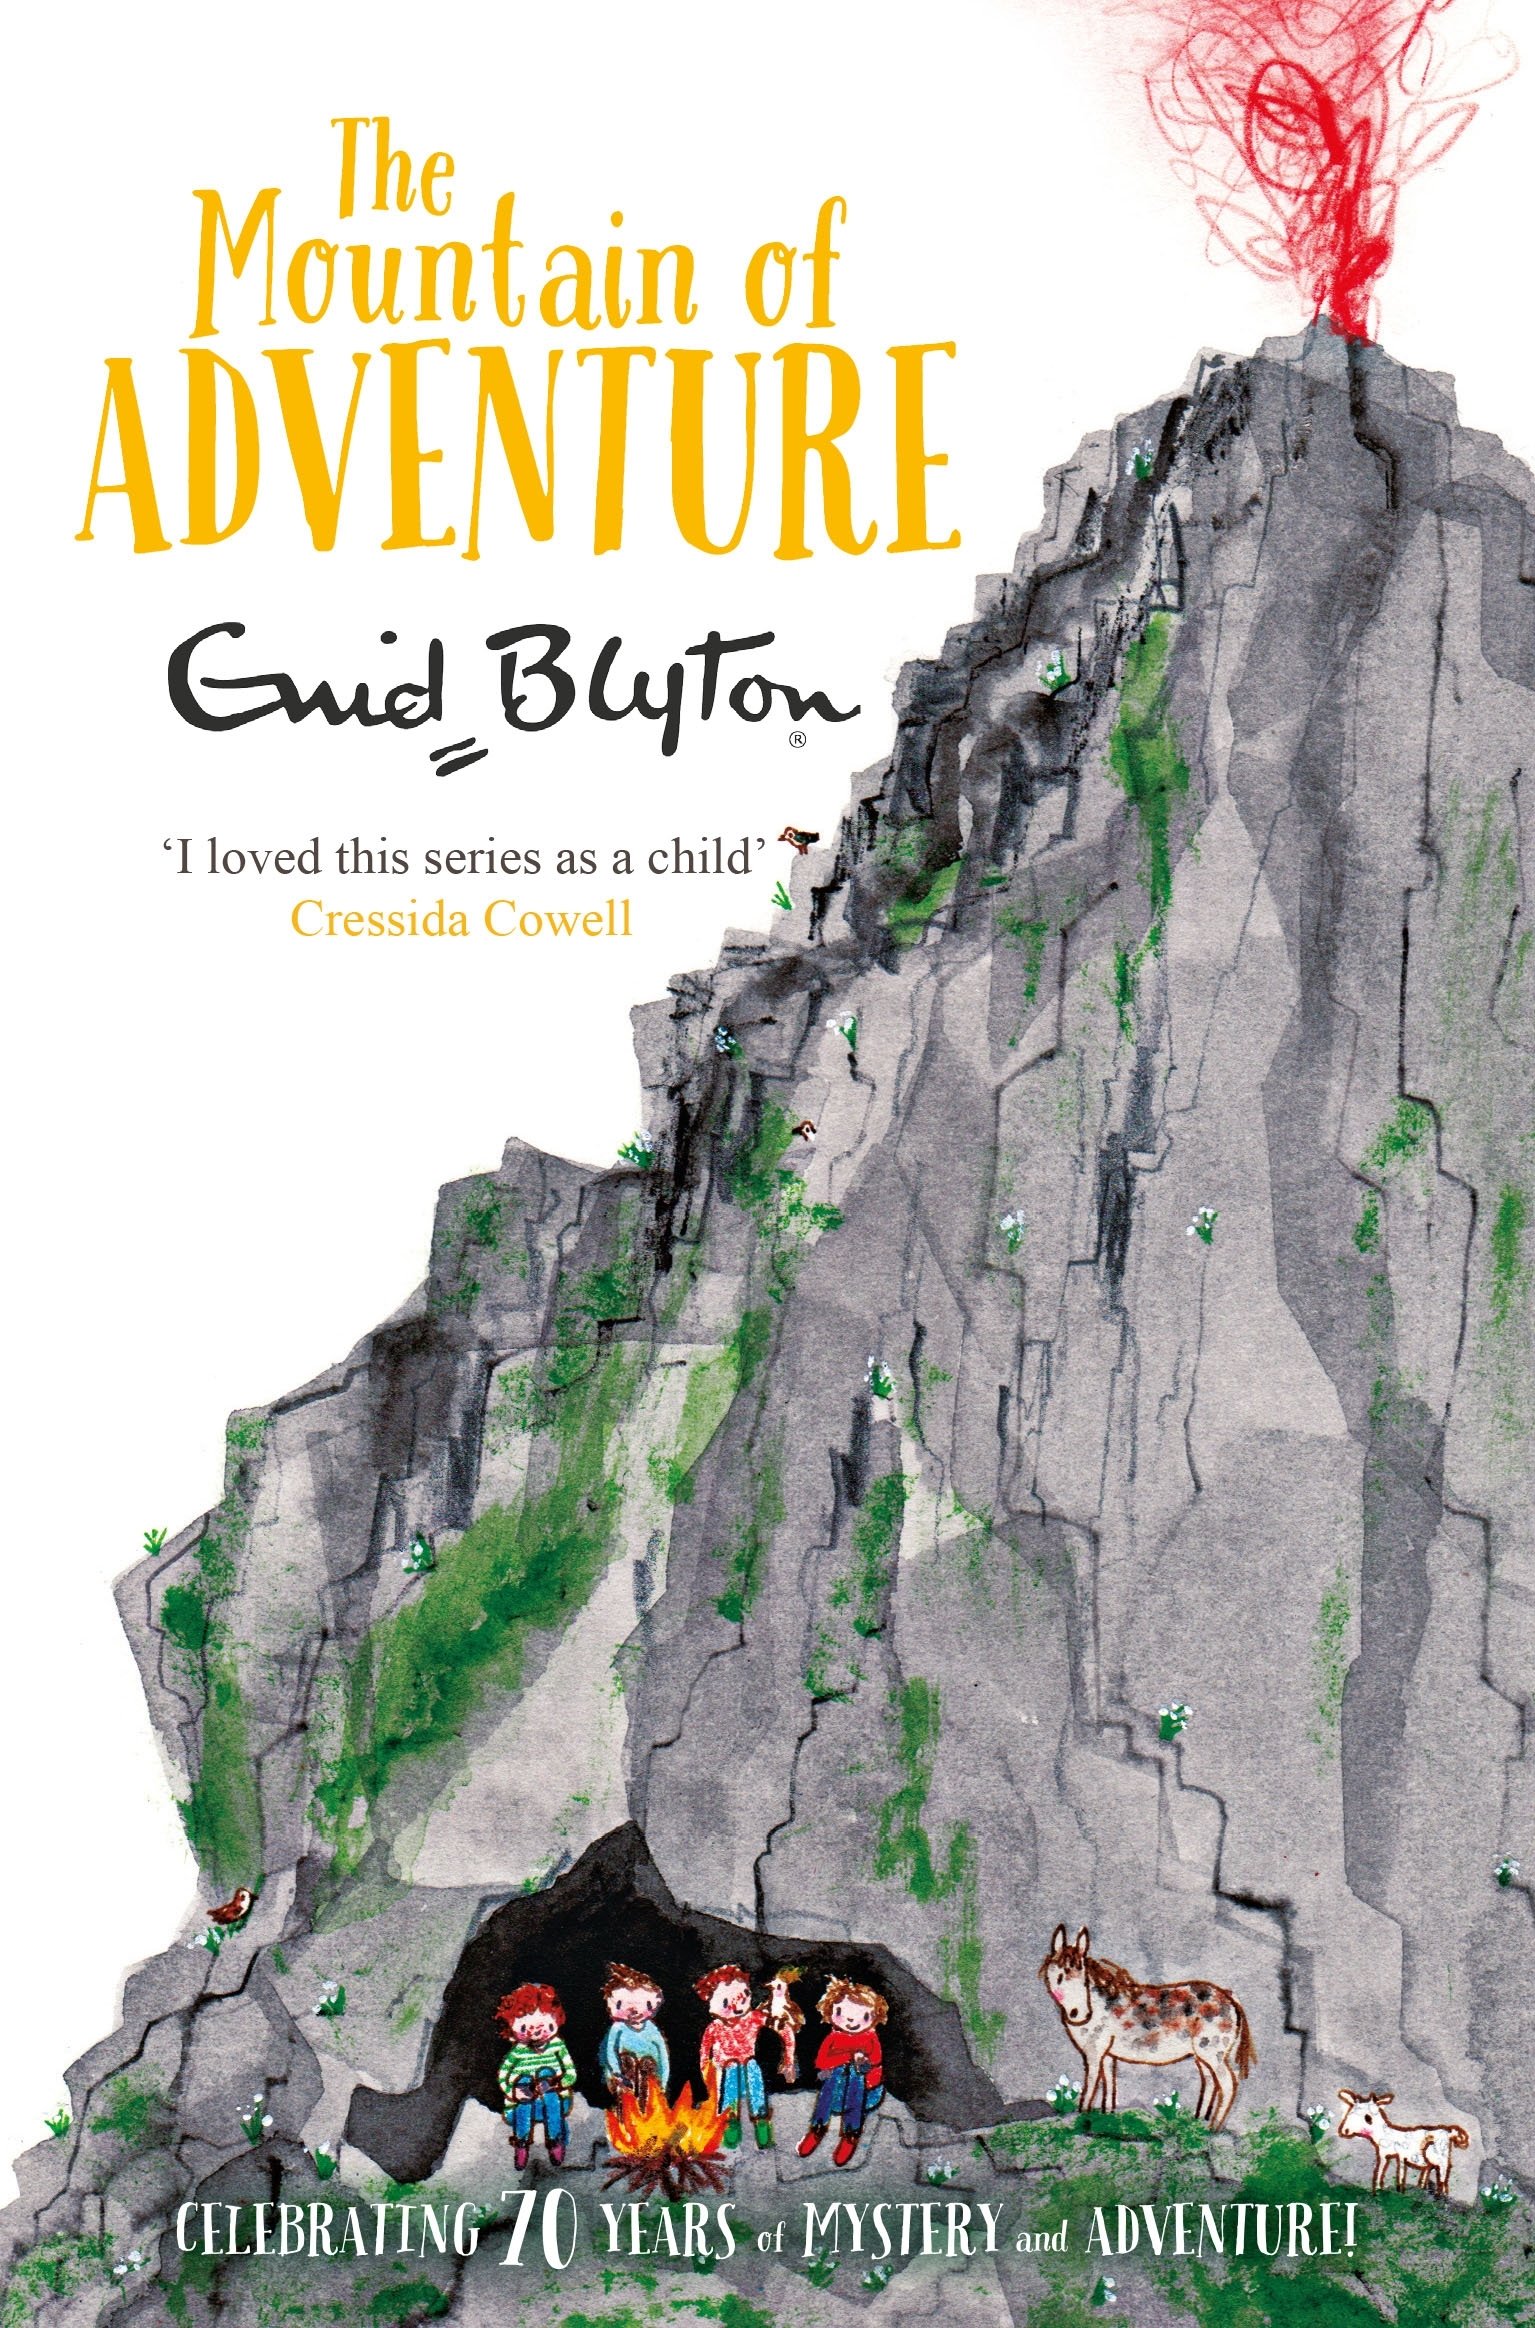 The
Mountain of
ADVENTURE
Enid Blyton
®
‘I loved this series as a child’
Cressida Cowell
CELEBRATING 70 YEARS of MYSTERY and ADVENTURE!